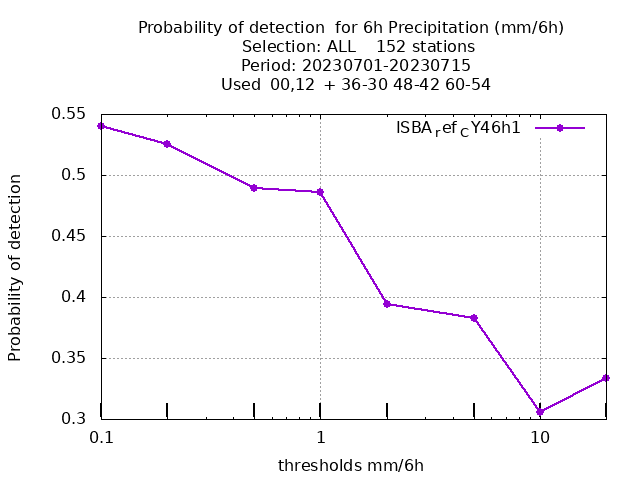 Probability of detection  for 6h Precipitation (mm/6h)
Selection: ALL    152 stations
Period: 20230701-20230715
Used  00,12  + 36-30 48-42 60-54
ISBA_ref_CY46h1
Probability of detection
0.55
0.5
0.45
0.4
0.35
0.3
0.1
1
10
thresholds mm/6h